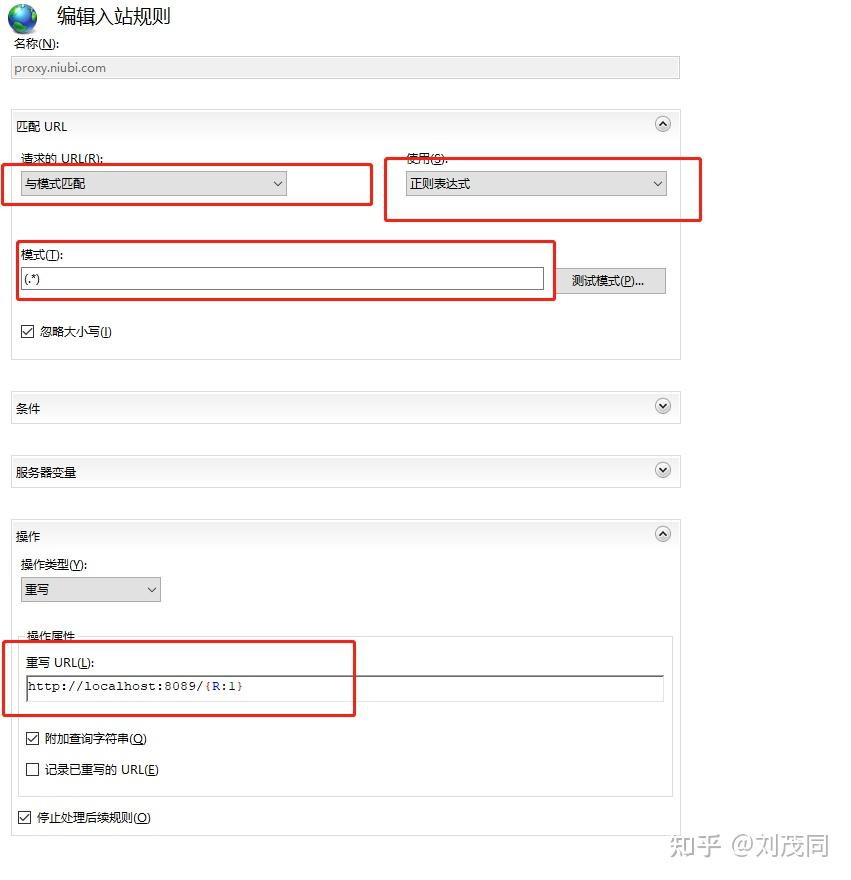 编辑入站规则
名称(N):
proxy.niubi.com
匹配 URL
请求的 URL(R): 使用(S):
与模式匹配 正则表达式
模式(T):
(.*) 测试模式(P)...
忽略大小写(I)
条件
服务器变量
操作
操作类型(Y):
重写
操作属性
重写 URL(L):
http://localhost:8089/{R:1}
附加查询字符串(Q)
记录已重写的 URL(E)
停止处理后续规则(O)
知乎 @刘茂同